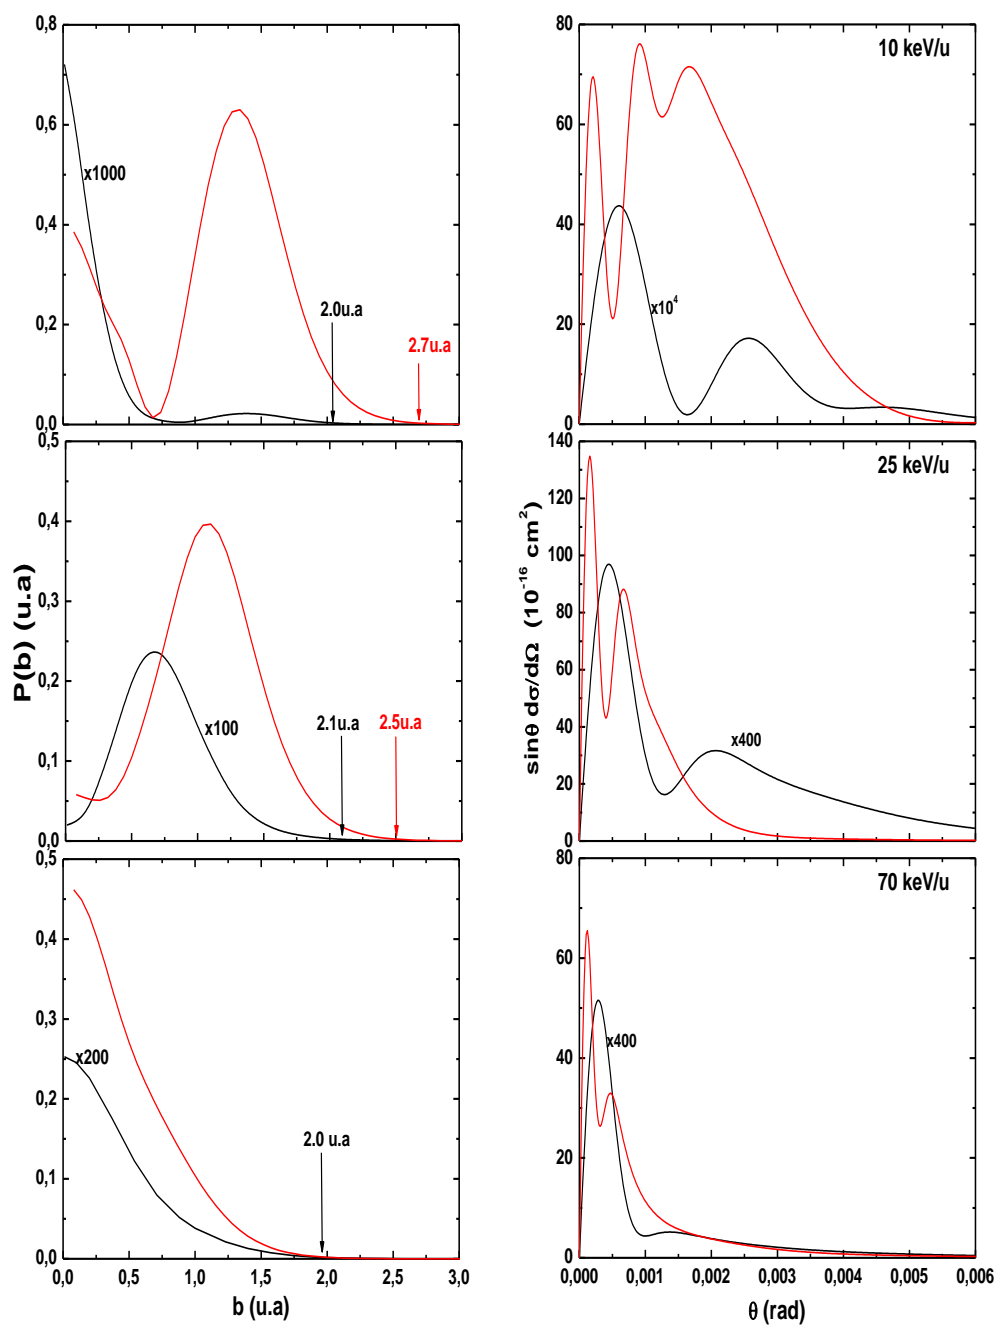 0,8
0,6
0,4
0,2
0,0
x1000
2.0u.a
2.7u.a
80
60
40
20
0
10 keV/u
x10⁴
0,5
0,4
0,3
0,2
0,1
0,0
x100
2.1u.a
2.5u.a
P(b) (u.a)
140
120
100
80
60
40
20
0
25 keV/u
x400
sinθ dσ/dΩ (10⁻¹⁶ cm²)
0,5
0,4
0,3
0,2
0,1
0,0
x200
2.0 u.a
0,0 0,5 1,0 1,5 2,0 2,5 3,0
b (u.a)
80
60
40
20
0
70 keV/u
x400
0,000 0,001 0,002 0,003 0,004 0,005 0,006
θ (rad)